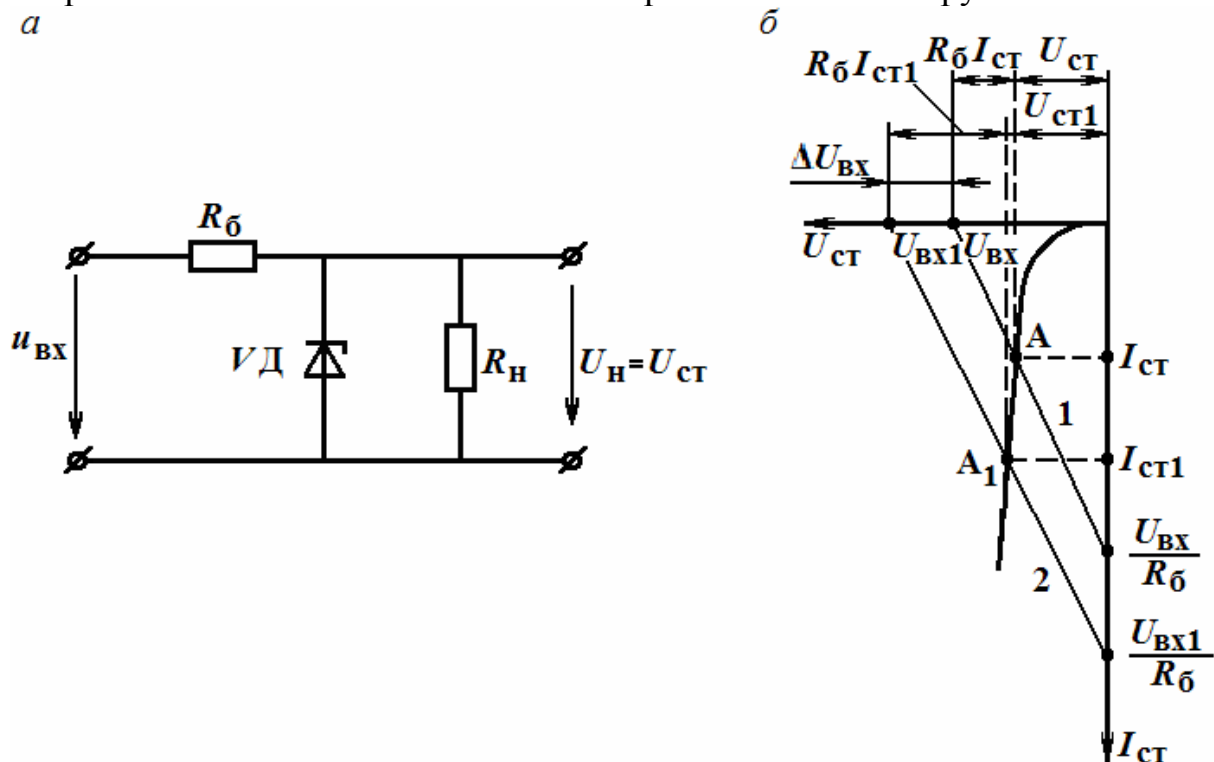 а
б
R_б I_ст U_ст
R_б I_ст1
U_ст1
ΔU_вх
R_б
U_ст U_вх1 U_вх
u_вх
VД
R_н
U_н=U_ст
A
I_ст
1
A_1
I_ст1
U_вх
R_б
2
U_вх1
R_б
I_ст